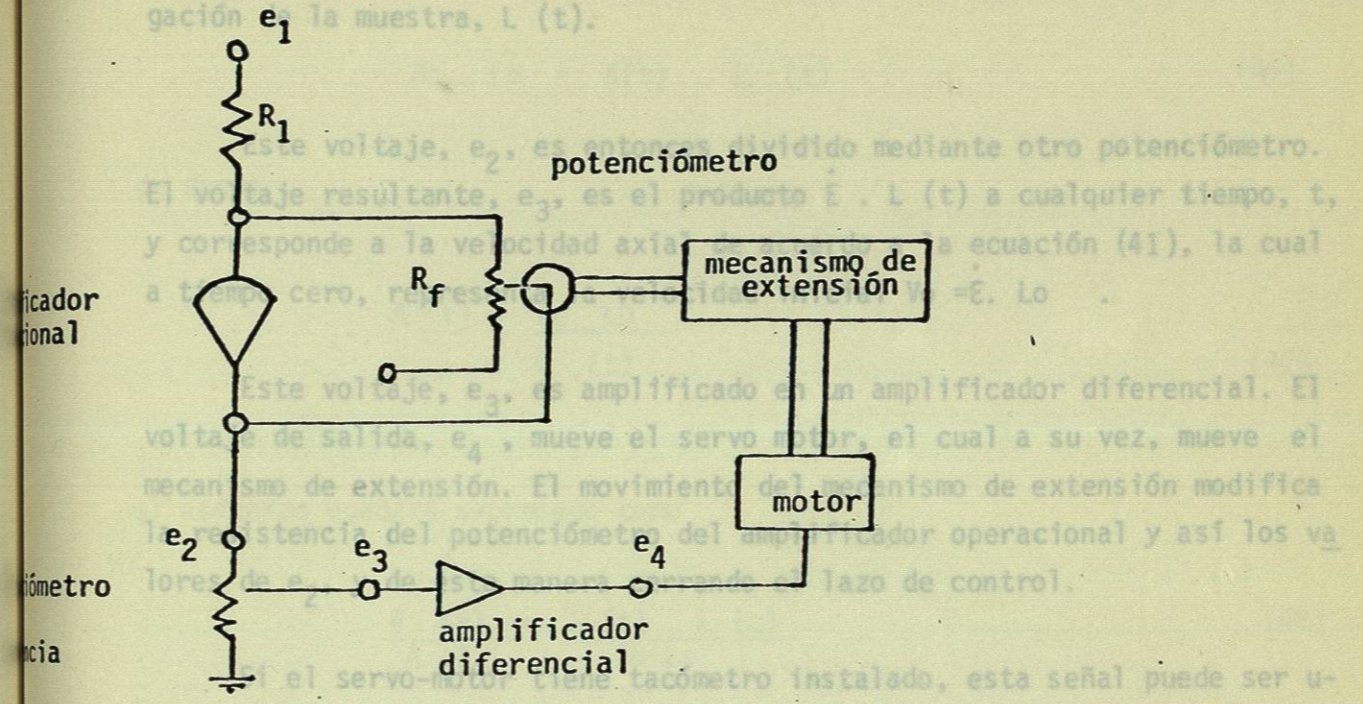 gación de la muestra, L (t).
e1
R1
Este voltaje, e2, es entonces dividido mediante otro potenciómetro.
potenciómetro
El voltaje resultante, e3, es el producto Ė . L (t) a cualquier tiempo, t,
y corresponde a la velocidad axial de acuerdo a la ecuación (41), la cual
mecanismo de
extensión
Rf
a tiempo cero, representa la velocidad inicial Vo =Ė. Lo .
ficador
ional
Este voltaje, e3, es amplificado en un amplificador diferencial. El
voltaje de salida, e4 , mueve el servo motor, el cual a su vez, mueve el
mecanismo de extensión. El movimiento del mecanismo de extensión modifica
motor
la resistencia del potenciómetro del amplificador operacional y así los va
e2
e3
e4
iómetro
lores de e2, y de esta manera cerrando el lazo de control.
amplificador
diferencial
cia
Si el servo-motor tiene tacómetro instalado, esta señal puede ser u-